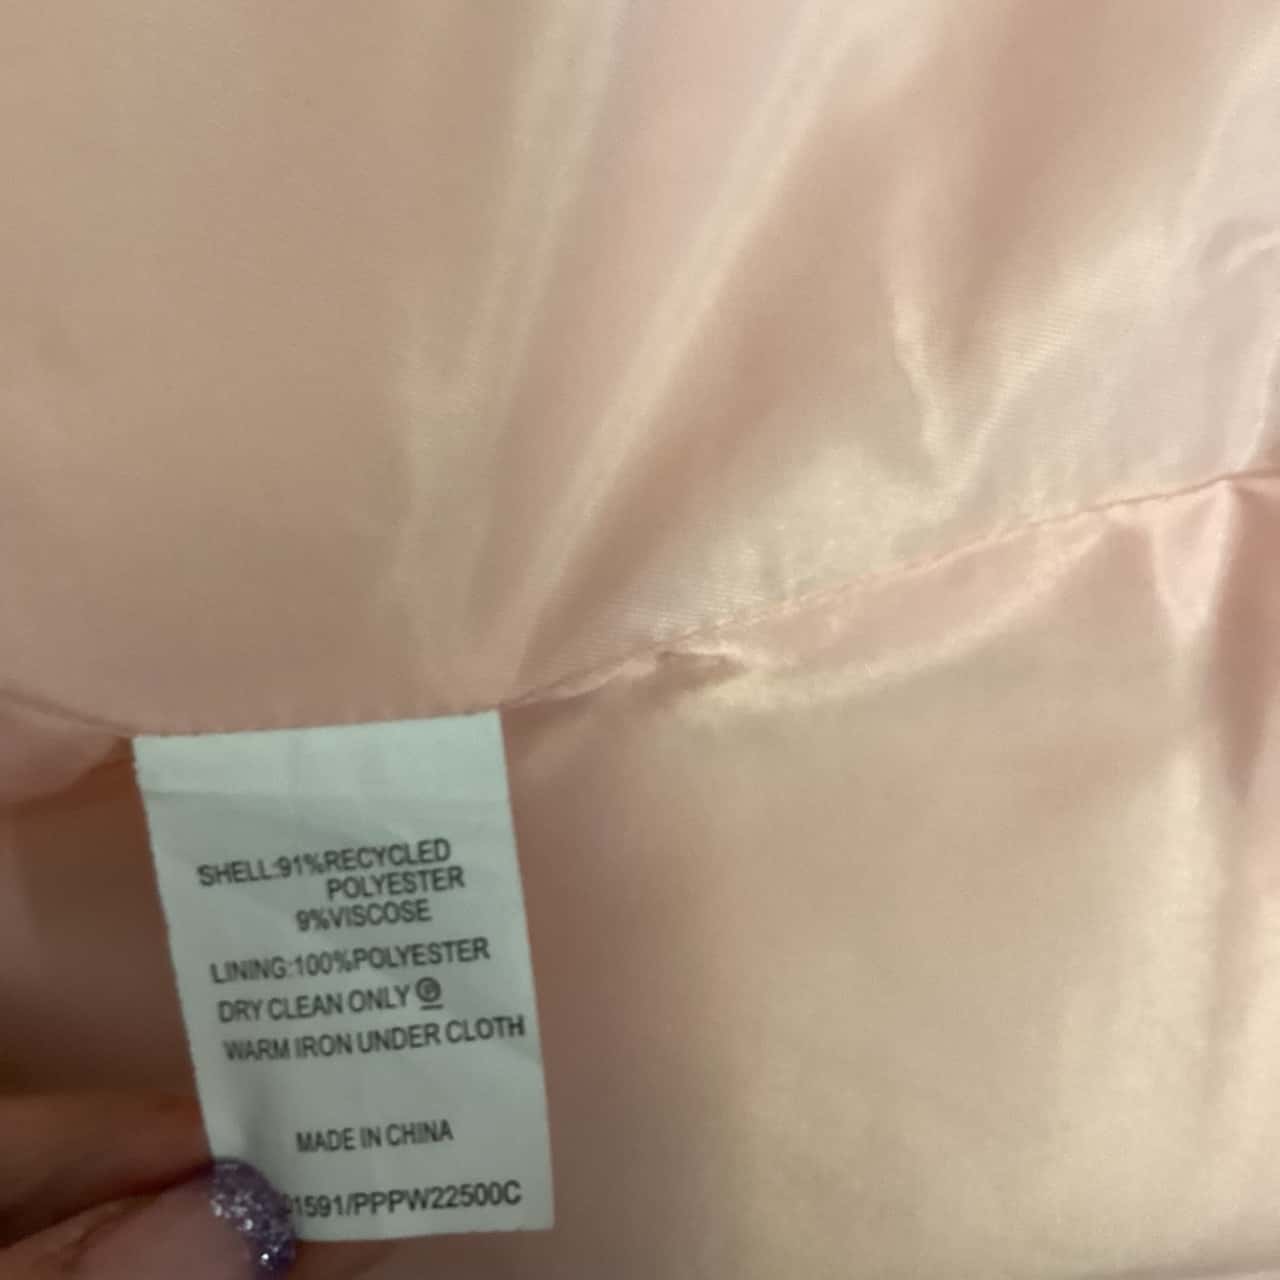 SHELL:91%RECYCLED
POLYESTER
9%VISCOSE
LINING:100%POLYESTER
DRY CLEAN ONLY Ⓟ
WARM IRON UNDER CLOTH
MADE IN CHINA
1591/PPPW22500C